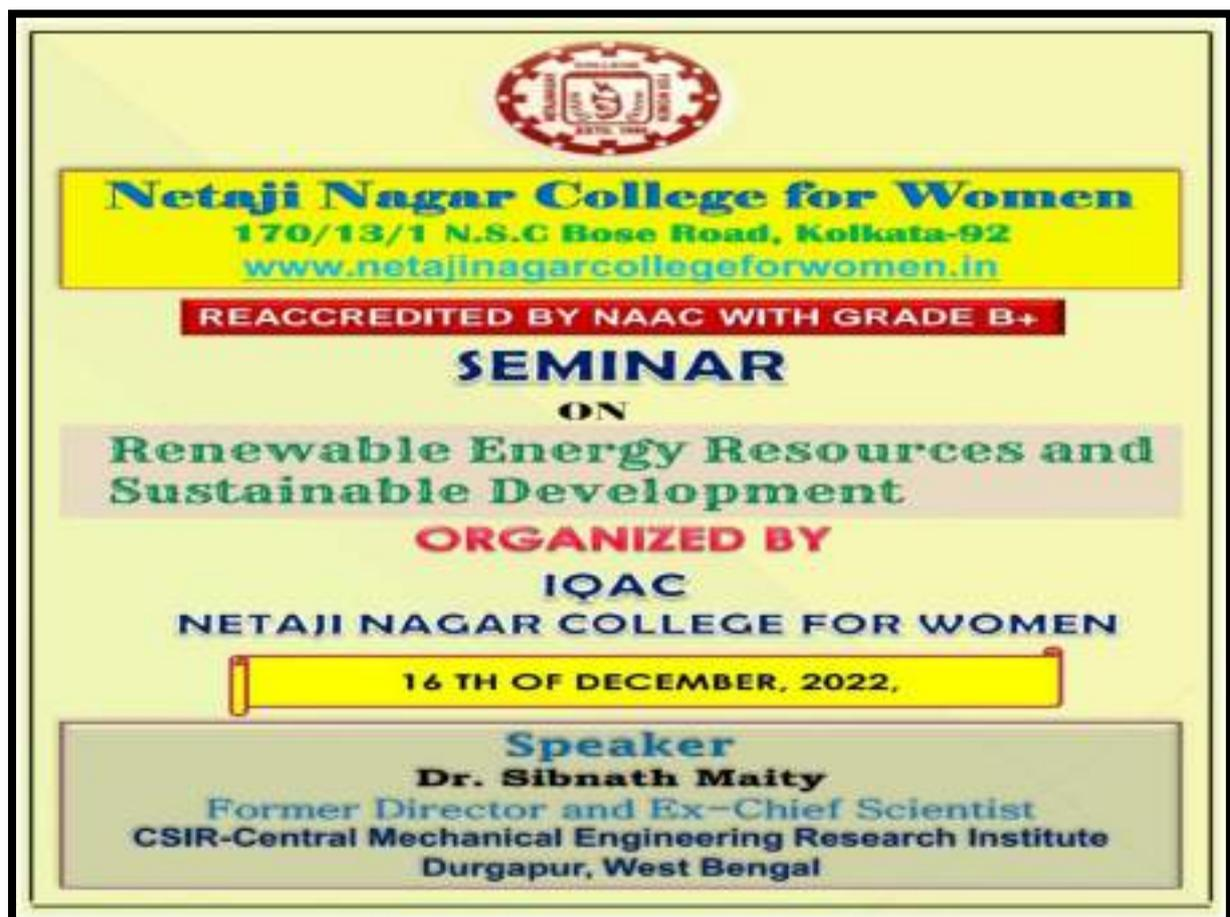 Netaji Nagar College for Women
170/13/1 N.S.C Bose Road, Kolkata-92
www.netajinagarcollegeforwomen.in
REACCREDITED BY NAAC WITH GRADE B+
SEMINAR
ON
Renewable Energy Resources and
Sustainable Development
ORGANIZED BY
IQAC
NETAJI NAGAR COLLEGE FOR WOMEN
16 TH OF DECEMBER, 2022,
Speaker
Dr. Sibnath Maity
Former Director and Ex-Chief Scientist
CSIR-Central Mechanical Engineering Research Institute
Durgapur, West Bengal